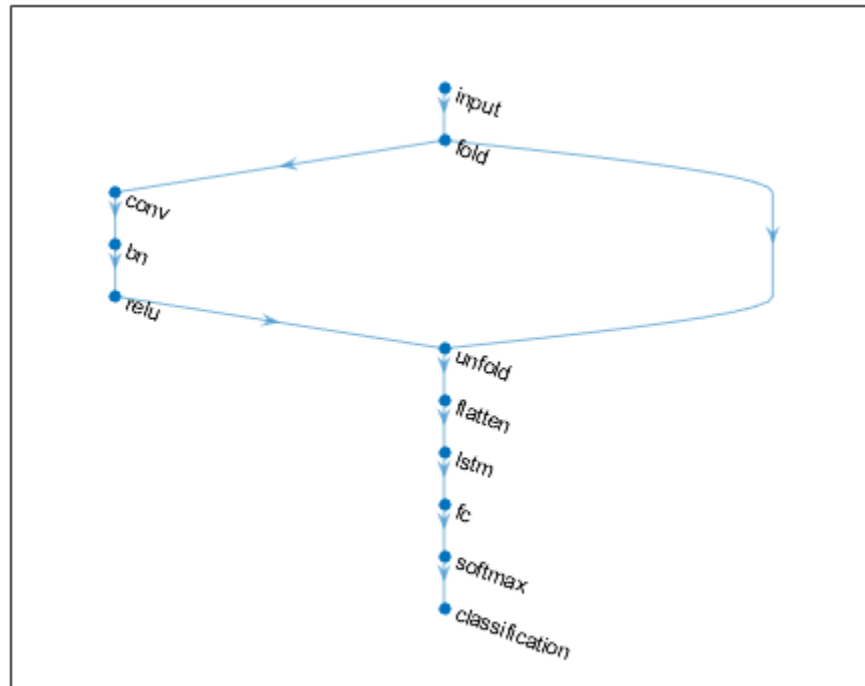 input
fold
conv
bn
relu
unfold
flatten
lstm
fc
softmax
classification